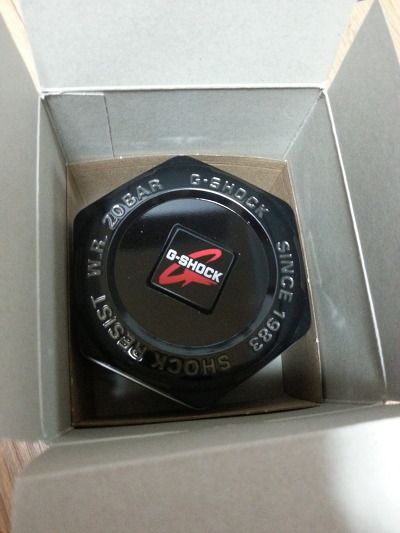 G-SHOCK
SINCE 1983
SHOCK RESIST
W.R. 20BAR
G-SHOCK